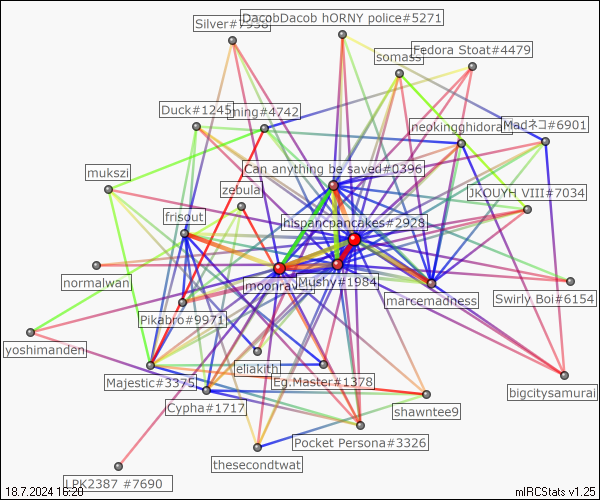 Silver#7938
DacobDacob hORNY police#5271
somass
Fedora Stoat#4479
Duck#1245
ning#4742
neokingghidorah
Madネコ#6901
mukszi
Can anything be saved#0396
zebula
JKOUYH VIII#7034
frisout
hispancpancakes#2928
normalwan
moonrav
Mushy#1984
marcemadness
Swirly Boi#6154
Pikabro#9971
yoshimanden
Majestic#3375
eliakith
Eg.Master#1378
bigcitysamurai
Cypha#1717
shawntee9
Pocket Persona#3326
thesecondtwat
LPK2387 #7690
18.7.2024 16:20
mIRCStats v1.25